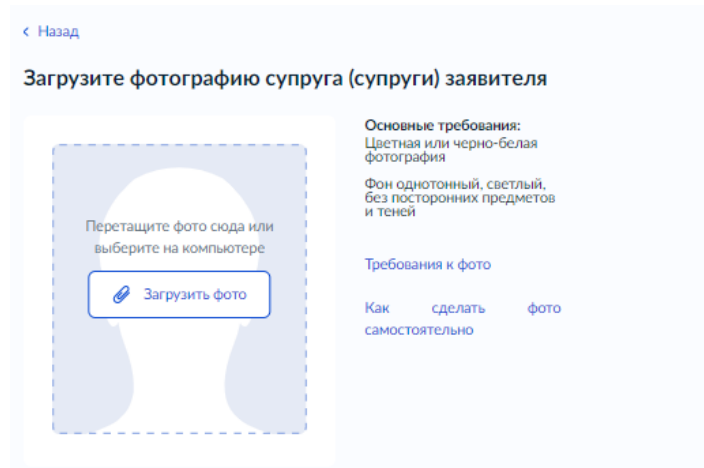 Назад
Загрузите фотографию супруга (супруги) заявителя
Основные требования:
Цветная или черно-белая
фотография
Фон однотонный, светлый,
без посторонних предметов
и теней
Перетащите фото сюда или
выберите на компьютере
Загрузить фото
Требования к фото
Как сделать фото
самостоятельно